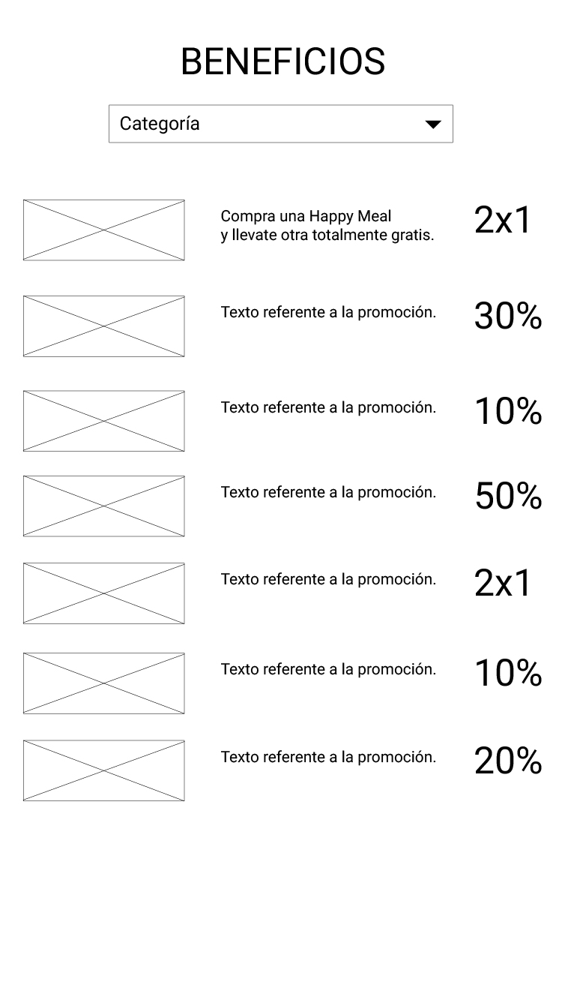 BENEFICIOS
Categoría
Compra una Happy Meal
y llevate otra totalmente gratis.
2x1
Texto referente a la promoción.
30%
Texto referente a la promoción.
10%
Texto referente a la promoción.
50%
Texto referente a la promoción.
2x1
Texto referente a la promoción.
10%
Texto referente a la promoción.
20%